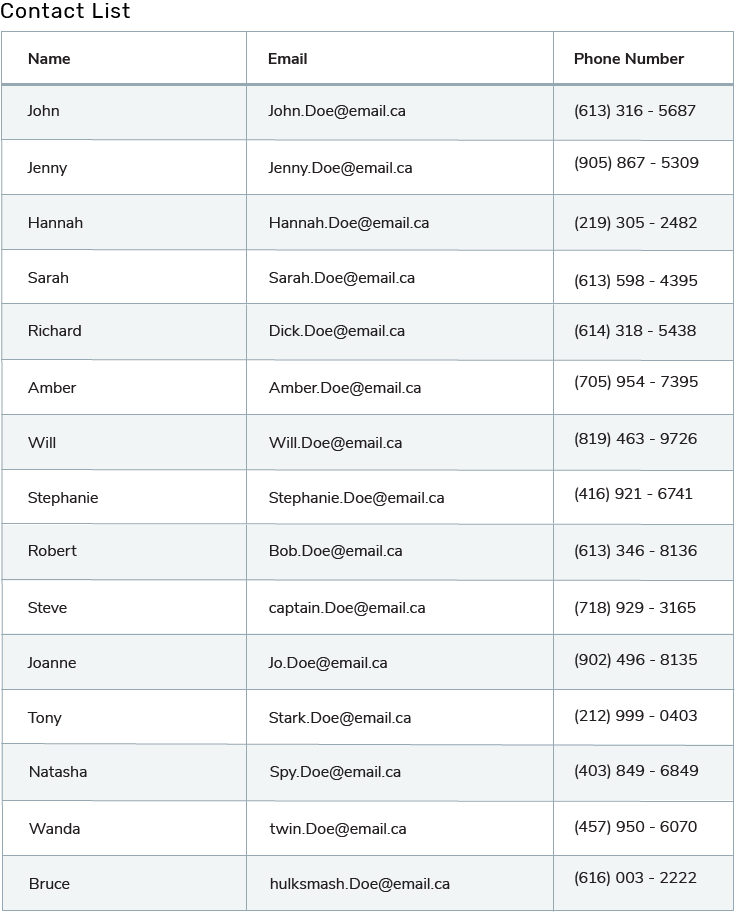 Contact List
Name Email Phone Number
John John.Doe@email.ca (613) 316 - 5687
Jenny Jenny.Doe@email.ca (905) 867 - 5309
Hannah Hannah.Doe@email.ca (219) 305 - 2482
Sarah Sarah.Doe@email.ca (613) 598 - 4395
Richard Dick.Doe@email.ca (614) 318 - 5438
Amber Amber.Doe@email.ca (705) 954 - 7395
Will Will.Doe@email.ca (819) 463 - 9726
Stephanie Stephanie.Doe@email.ca (416) 921 - 6741
Robert Bob.Doe@email.ca (613) 346 - 8136
Steve captain.Doe@email.ca (718) 929 - 3165
Joanne Jo.Doe@email.ca (902) 496 - 8135
Tony Stark.Doe@email.ca (212) 999 - 0403
Natasha Spy.Doe@email.ca (403) 849 - 6849
Wanda twin.Doe@email.ca (457) 950 - 6070
Bruce hulksmash.Doe@email.ca (616) 003 - 2222